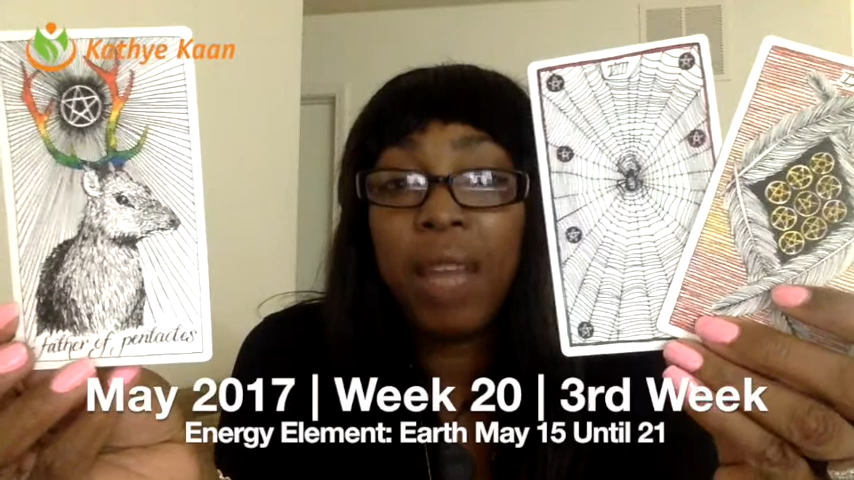 Kathye Kaan
father of pentacles
May 2017 | Week 20 | 3rd Week
Energy Element: Earth May 15 Until 21